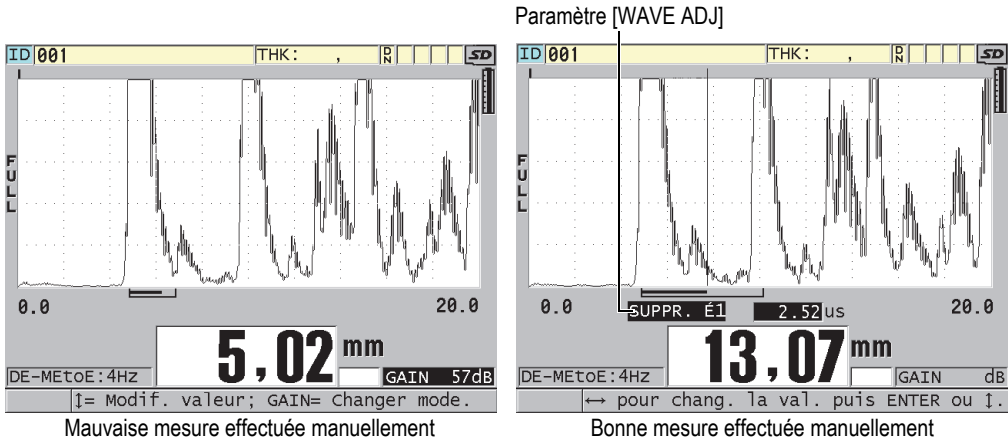 Paramètre [WAVE ADJ]
ID 001 THK: , DN SD
FULL
0.0 20.0
5,02 mm
DE-MEtoE:4Hz GAIN 57dB
↕= Modif. valeur; GAIN= Changer mode.
Mauvaise mesure effectuée manuellement
ID 001 THK: , DN SD
FULL
0.0 SUPPR. É1 2.52 us 20.0
13,07 mm
DE-MEtoE:4Hz GAIN dB
↔ pour chang. la val. puis ENTER ou ↕.
Bonne mesure effectuée manuellement